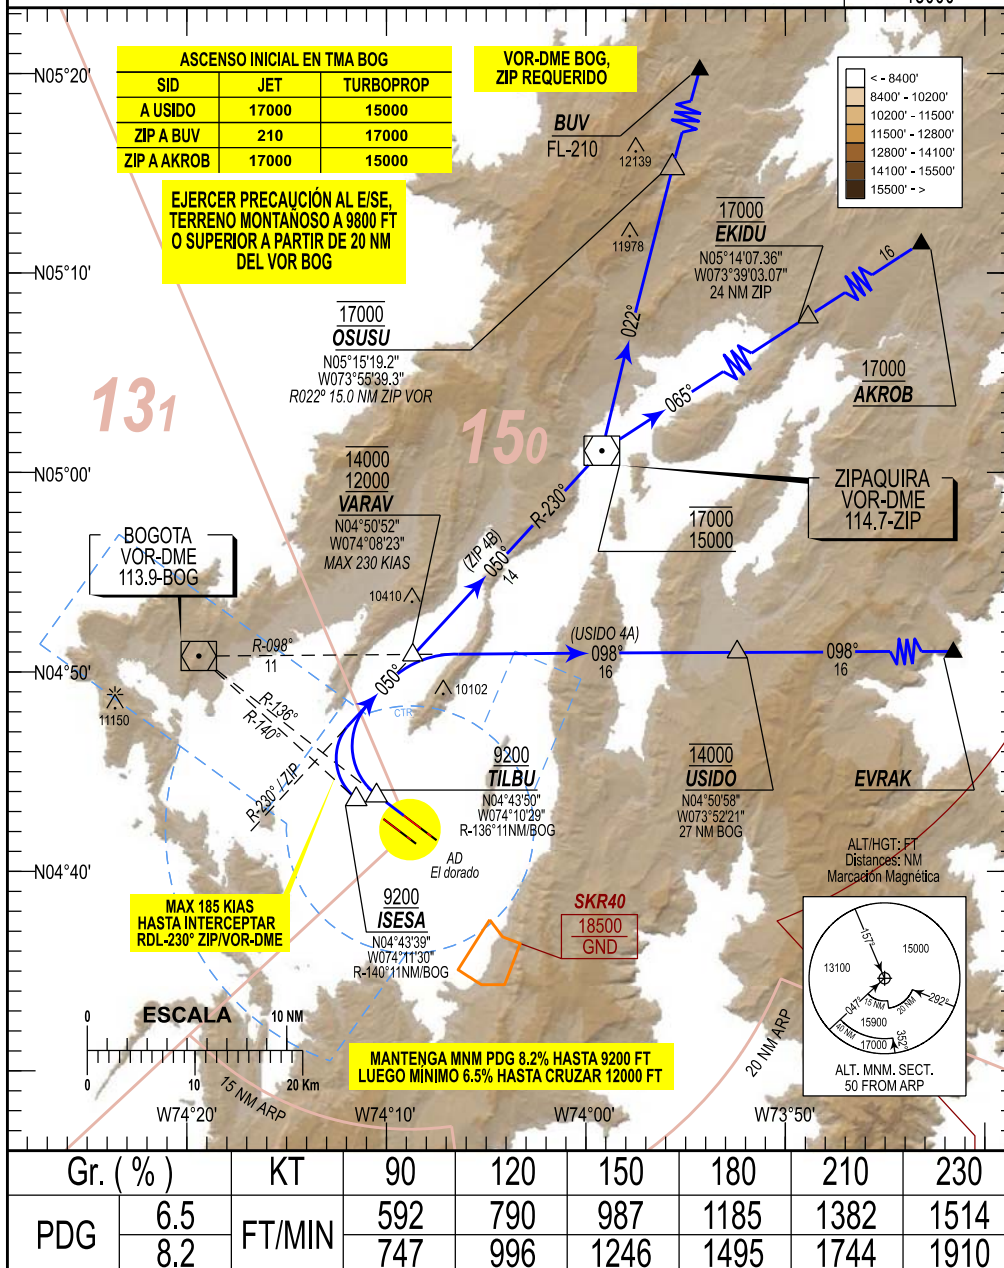 ASCENSO INICIAL EN TMA BOG
SID JET TURBOPROP
A USIDO 17000 15000
ZIP A BUV 210 17000
ZIP A AKROB 17000 15000
EJERCER PRECAUCIÓN AL E/SE,
TERRENO MONTAÑOSO A 9800 FT
O SUPERIOR A PARTIR DE 20 NM
DEL VOR BOG
VOR-DME BOG,
ZIP REQUERIDO
< - 8400'
8400' - 10200'
10200' - 11500'
11500' - 12800'
12800' - 14100'
14100' - 15500'
15500' - >
N05°20'
N05°10'
N05°00'
N04°50'
N04°40'
BUV
FL-210
12139
11978
17000
EKIDU
N05°14'07.36"
W073°39'03.07"
24 NM ZIP
16
17000
OSUSU
N05°15'19.2"
W073°55'39.3"
R022º 15.0 NM ZIP VOR
022°
065°
17000
AKROB
13₁
15₀
14000
12000
VARAV
N04°50'52"
W074°08'23"
MAX 230 KIAS
ZIPAQUIRA
VOR-DME
114.7-ZIP
17000
15000
R-230°
(ZIP 4B)
050°
14
BOGOTA
VOR-DME
113.9-BOG
10410
R-098°
11
(USIDO 4A)
098°
16
098°
16
050°
10102
CTR
11150
R-136°
R-140°
R-230° / ZIP
9200
TILBU
N04°43'50"
W074°10'29"
R-136°11NM/BOG
14000
USIDO
N04°50'58"
W073°52'21"
27 NM BOG
EVRAK
AD
El dorado
ALT/HGT: FT
Distances: NM
Marcación Magnética
MAX 185 KIAS
HASTA INTERCEPTAR
RDL-230° ZIP/VOR-DME
9200
ISESA
N04°43'39"
W074°11'30"
R-140°11NM/BOG
SKR40
18500
GND
157°
15000
13100
047°
15 NM
20 NM
292°
15900
40 NM
17000
352°
ALT. MNM. SECT.
50 FROM ARP
ESCALA
0 10 NM
0 10 20 Km
15 NM ARP
20 NM ARP
MANTENGA MNM PDG 8.2% HASTA 9200 FT
LUEGO MÍNIMO 6.5% HASTA CRUZAR 12000 FT
W74°20' W74°10' W74°00' W73°50'
Gr. ( % ) KT 90 120 150 180 210 230
PDG 6.5 FT/MIN 592 790 987 1185 1382 1514
8.2 747 996 1246 1495 1744 1910